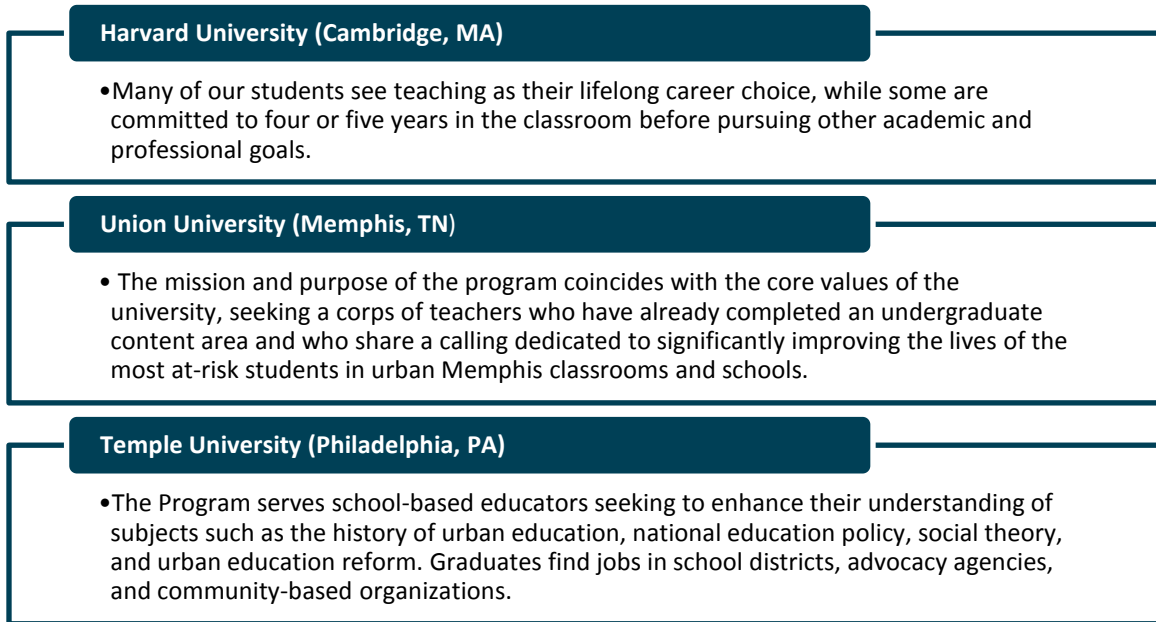 Harvard University (Cambridge, MA)
•Many of our students see teaching as their lifelong career choice, while some are
committed to four or five years in the classroom before pursuing other academic and
professional goals.
Union University (Memphis, TN)
• The mission and purpose of the program coincides with the core values of the
university, seeking a corps of teachers who have already completed an undergraduate
content area and who share a calling dedicated to significantly improving the lives of the
most at-risk students in urban Memphis classrooms and schools.
Temple University (Philadelphia, PA)
•The Program serves school-based educators seeking to enhance their understanding of
subjects such as the history of urban education, national education policy, social theory,
and urban education reform. Graduates find jobs in school districts, advocacy agencies,
and community-based organizations.